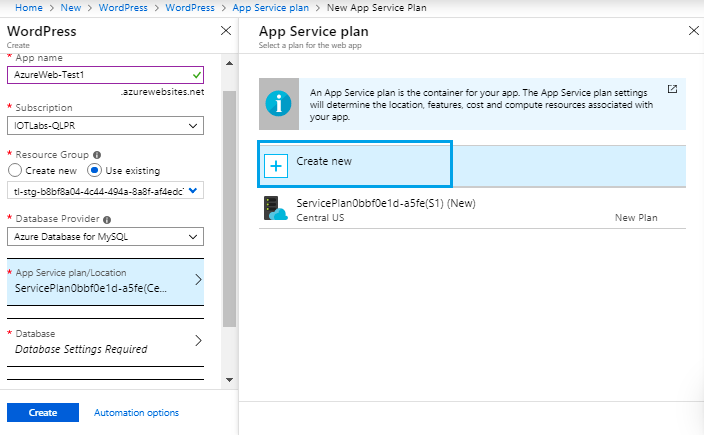 Home > New > WordPress > WordPress > App Service plan > New App Service Plan
WordPress
Create
* App name
AzureWeb-Test1
.azurewebsites.net
* Subscription
IOTLabs-QLPR
* Resource Group
Create new Use existing
tl-stg-b8bf8a04-4c44-494a-8a8f-af4edc
* Database Provider
Azure Database for MySQL
* App Service plan/Location
ServicePlan0bbf0e1d-a5fe(Ce...
* Database
Database Settings Required
Create Automation options
App Service plan
Select a plan for the web app
An App Service plan is the container for your app. The App Service plan settings
will determine the location, features, cost and compute resources associated with
your app.
Create new
ServicePlan0bbf0e1d-a5fe(S1) (New)
Central US New Plan